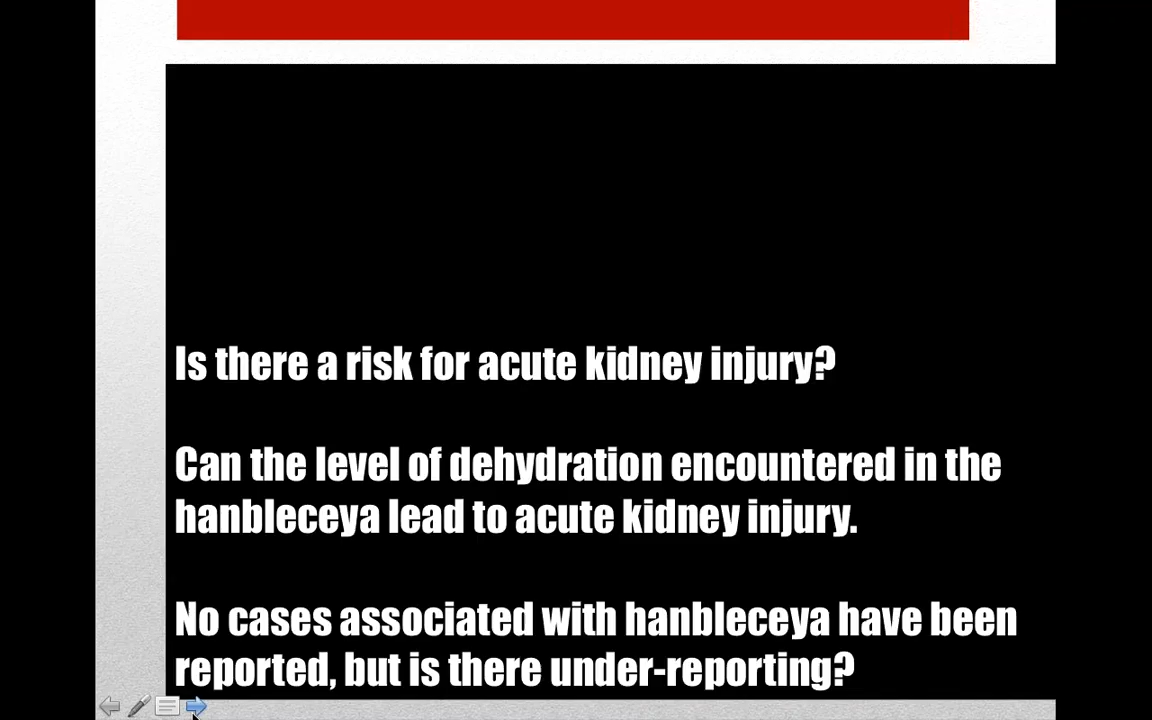 Is there a risk for acute kidney injury?
Can the level of dehydration encountered in the
hanbleceya lead to acute kidney injury.
No cases associated with hanbleceya have been
reported, but is there under-reporting?